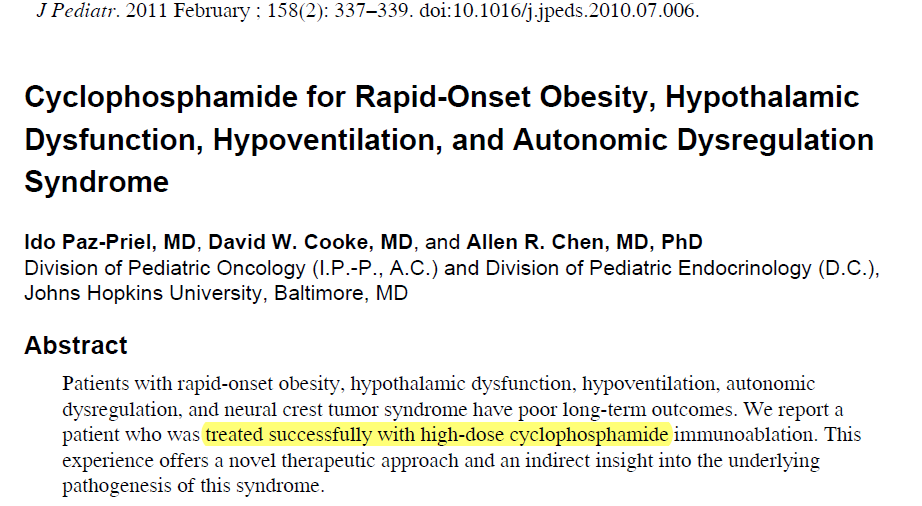 J Pediatr. 2011 February ; 158(2): 337–339. doi:10.1016/j.jpeds.2010.07.006.
Cyclophosphamide for Rapid-Onset Obesity, Hypothalamic
Dysfunction, Hypoventilation, and Autonomic Dysregulation
Syndrome
Ido Paz-Priel, MD, David W. Cooke, MD, and Allen R. Chen, MD, PhD
Division of Pediatric Oncology (I.P.-P., A.C.) and Division of Pediatric Endocrinology (D.C.),
Johns Hopkins University, Baltimore, MD
Abstract
Patients with rapid-onset obesity, hypothalamic dysfunction, hypoventilation, autonomic
dysregulation, and neural crest tumor syndrome have poor long-term outcomes. We report a
patient who was treated successfully with high-dose cyclophosphamide immunoablation. This
experience offers a novel therapeutic approach and an indirect insight into the underlying
pathogenesis of this syndrome.